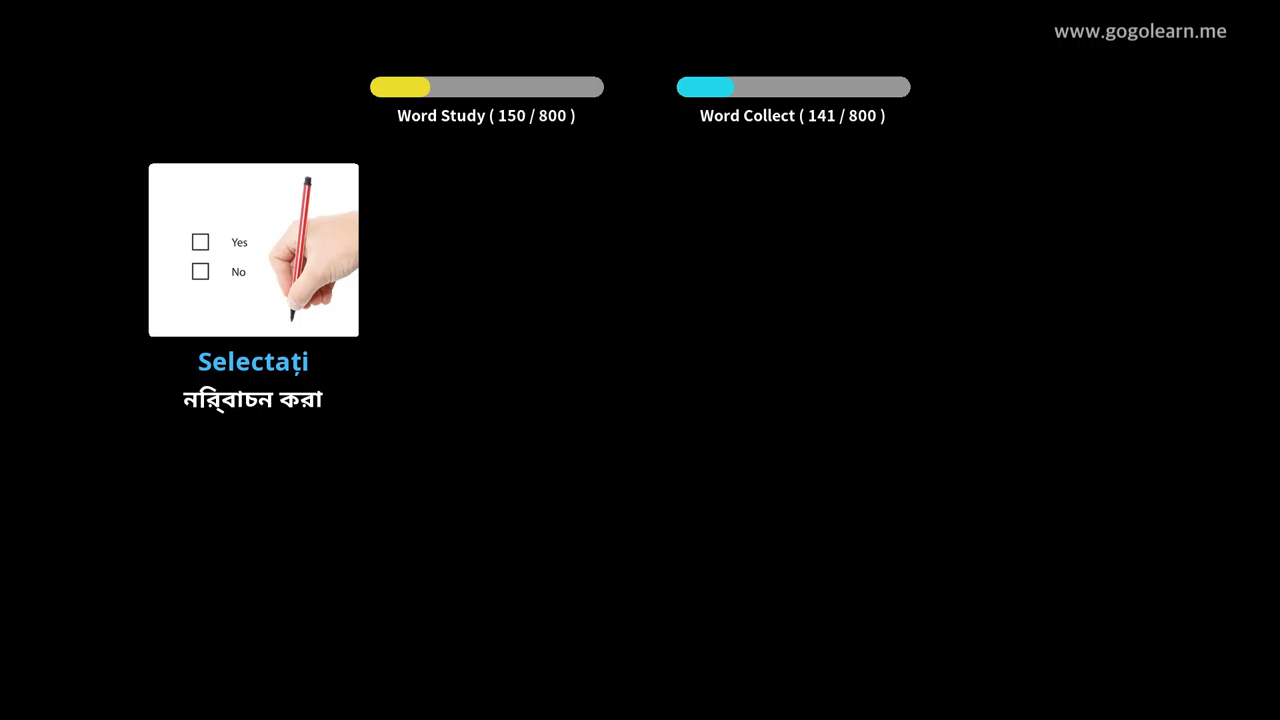 www.gogolearn.me
Word Study ( 150 / 800 )
Word Collect ( 141 / 800 )
Yes
No
Selectați
নির্বাচন করা